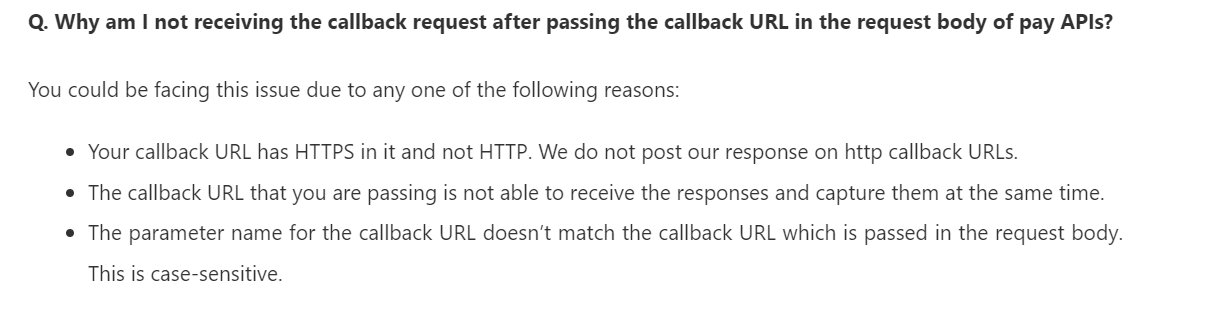 Q. Why am I not receiving the callback request after passing the callback URL in the request body of pay APIs?
You could be facing this issue due to any one of the following reasons:
• Your callback URL has HTTPS in it and not HTTP. We do not post our response on http callback URLs.
• The callback URL that you are passing is not able to receive the responses and capture them at the same time.
• The parameter name for the callback URL doesn’t match the callback URL which is passed in the request body.
This is case-sensitive.